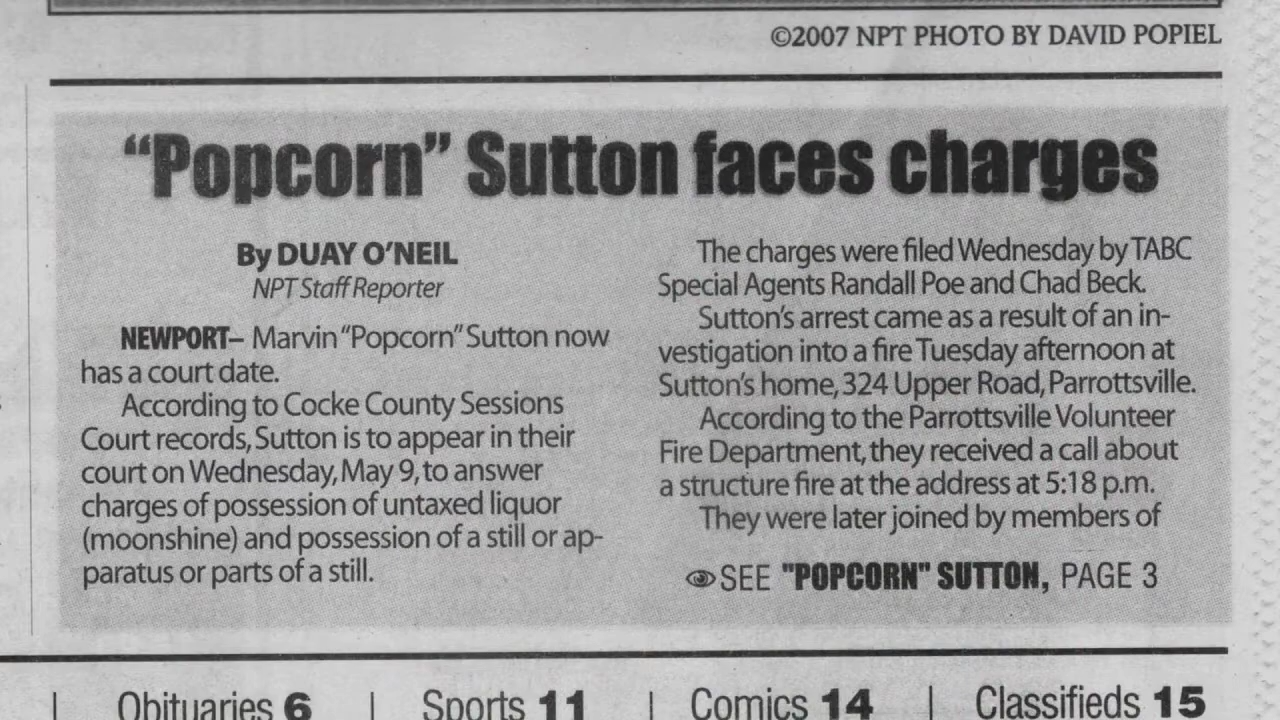 ©2007 NPT PHOTO BY DAVID POPIEL
“Popcorn” Sutton faces charges
By DUAY O’NEIL
NPT Staff Reporter
NEWPORT– Marvin “Popcorn” Sutton now
has a court date.
According to Cocke County Sessions
Court records, Sutton is to appear in their
court on Wednesday, May 9, to answer
charges of possession of untaxed liquor
(moonshine) and possession of a still or ap-
paratus or parts of a still.
The charges were filed Wednesday by TABC
Special Agents Randall Poe and Chad Beck.
Sutton’s arrest came as a result of an in-
vestigation into a fire Tuesday afternoon at
Sutton’s home, 324 Upper Road, Parrottsville.
According to the Parrottsville Volunteer
Fire Department, they received a call about
a structure fire at the address at 5:18 p.m.
They were later joined by members of
SEE "POPCORN" SUTTON, PAGE 3
Obituaries 6 | Sports 11 | Comics 14 | Classifieds 15